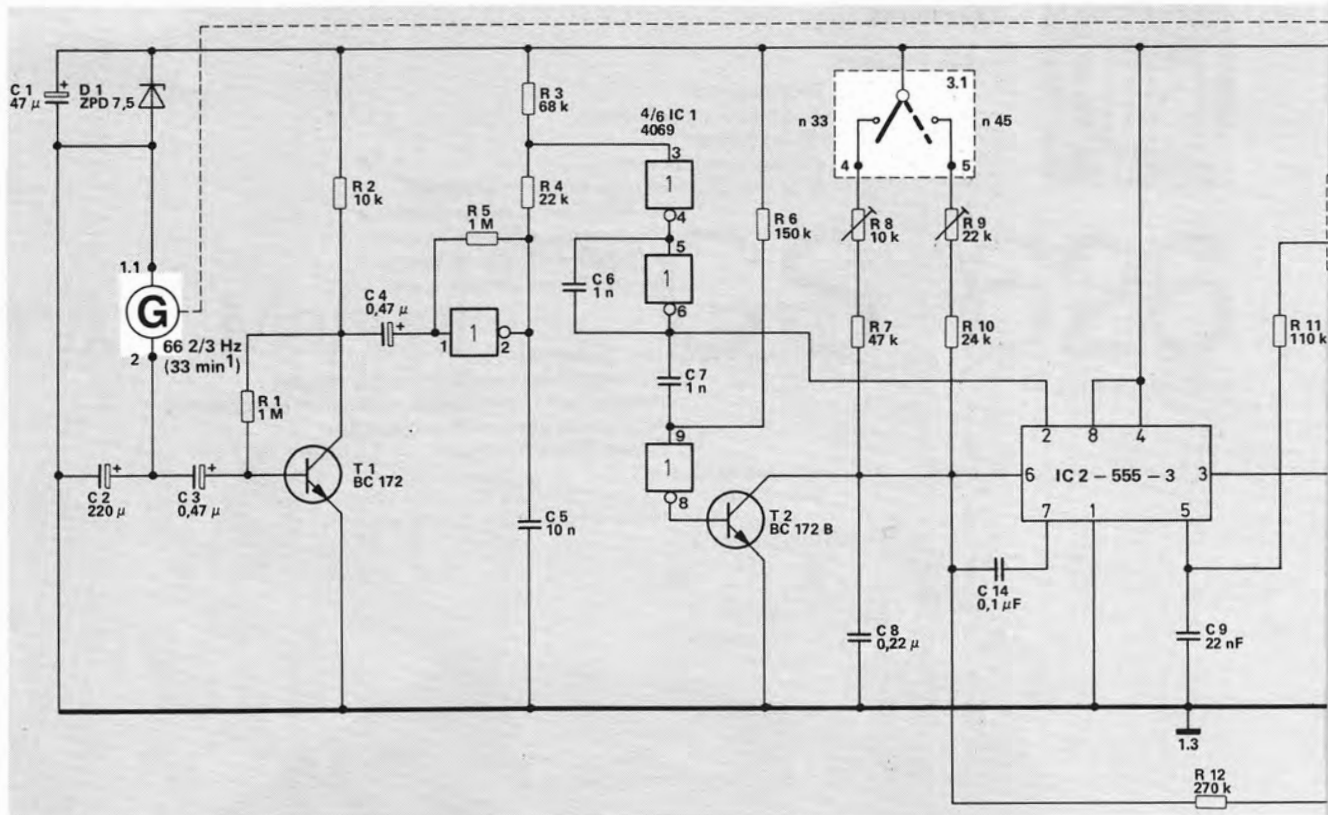 C 1
47 µ
D 1
ZPD 7,5
R 2
10 k
R 3
68 k
4/6 IC 1
4069
3.1
n 33
n 45
4
5
3
R 4
22 k
R 5
1 M
1
4
R 6
150 k
R 8
10 k
R 9
22 k
5
1.1
G
C 6
1 n
1
C 4
0,47 µ
6
1
1
2
R 7
47 k
R 10
24 k
R 11
110 k
66 2/3 Hz
(33 min¹)
2
C 7
1 n
R 1
1 M
9
1
8
2
8
4
6
IC 2 – 555 – 3
3
7
1
5
T 1
BC 172
C 2
220 µ
C 3
0,47 µ
C 5
10 n
T 2
BC 172 B
C 14
0,1 µF
C 8
0,22 µ
C 9
22 nF
1.3
R 12
270 k